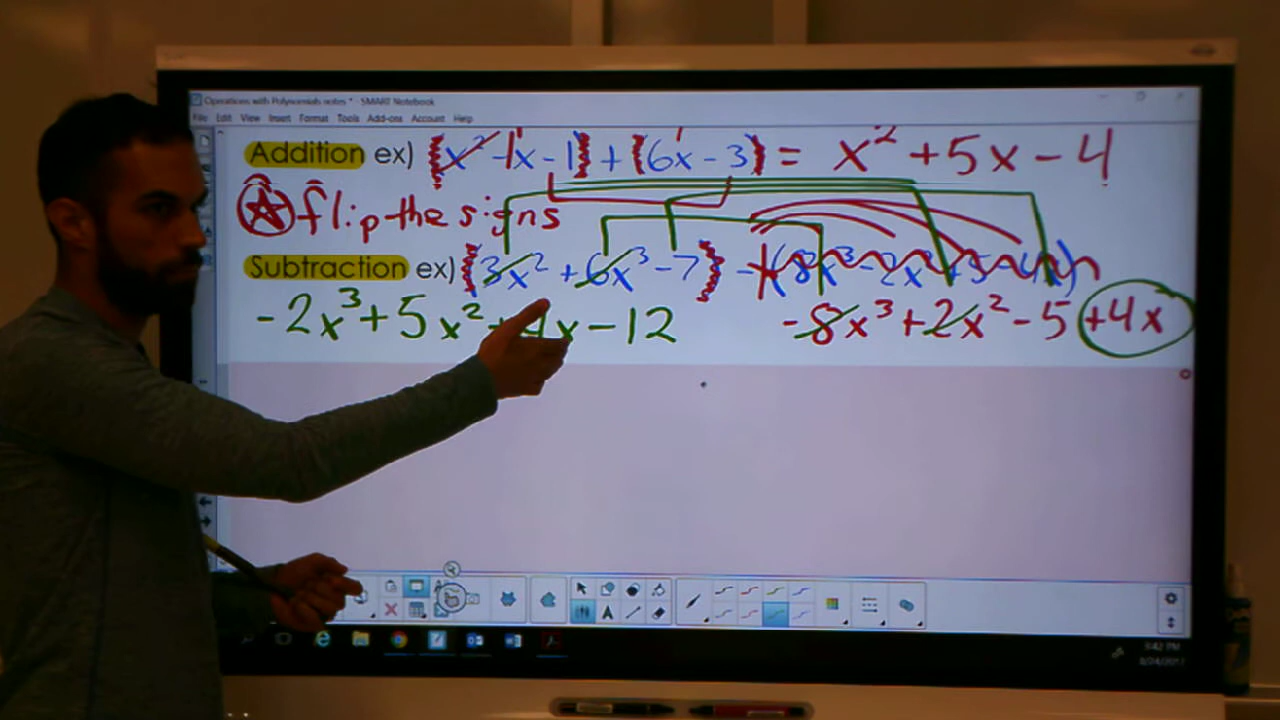 Operations with Polynomials notes * - SMART Notebook
File Edit View Insert Format Tools Add-ons Account Help
Addition ex) (x² - 1x - 1) + (6x - 3) = x² + 5x - 4
flip the signs
Subtraction ex) (3x² + 6x³ - 7) - (8x³ - 2x² + 5 - 4x)
-2x³ + 5x² + 4x - 12
-8x³ + 2x² - 5 + 4x